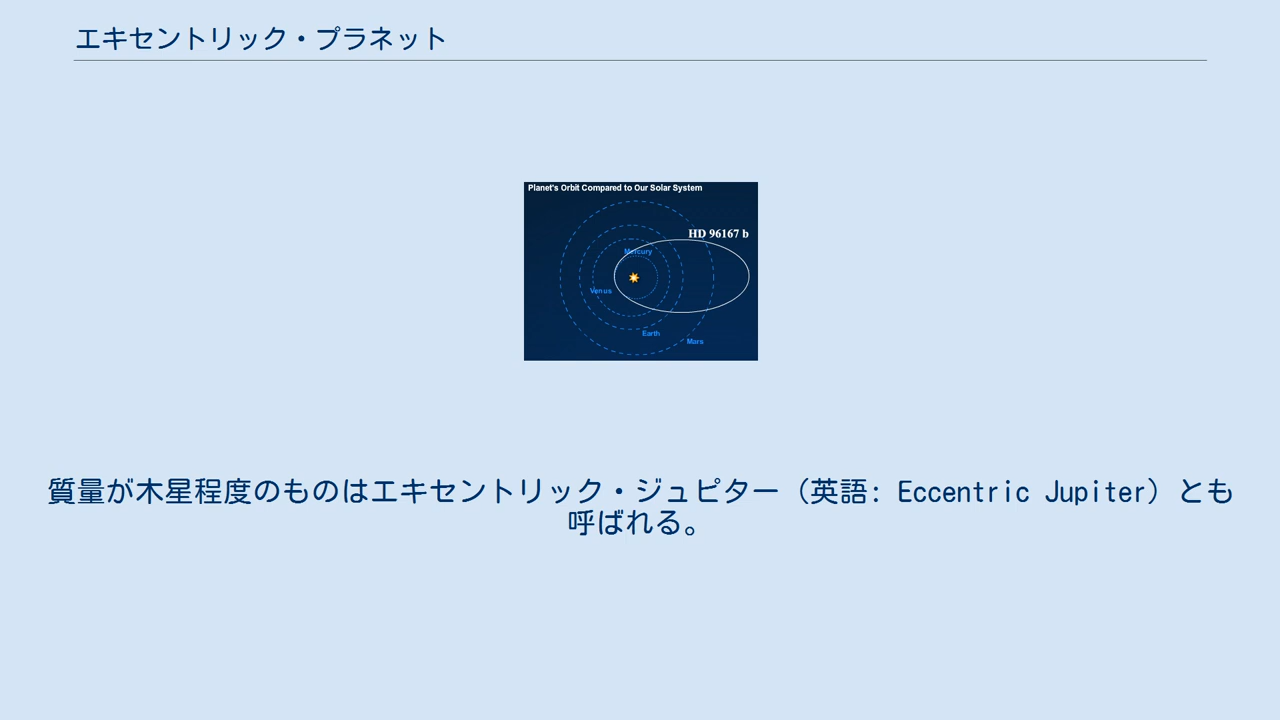 エキセントリック・プラネット
Planet's Orbit Compared to Our Solar System
HD 96167 b
Mercury
Venus
Earth
Mars
質量が木星程度のものはエキセントリック・ジュピター（英語: Eccentric Jupiter）とも
呼ばれる。